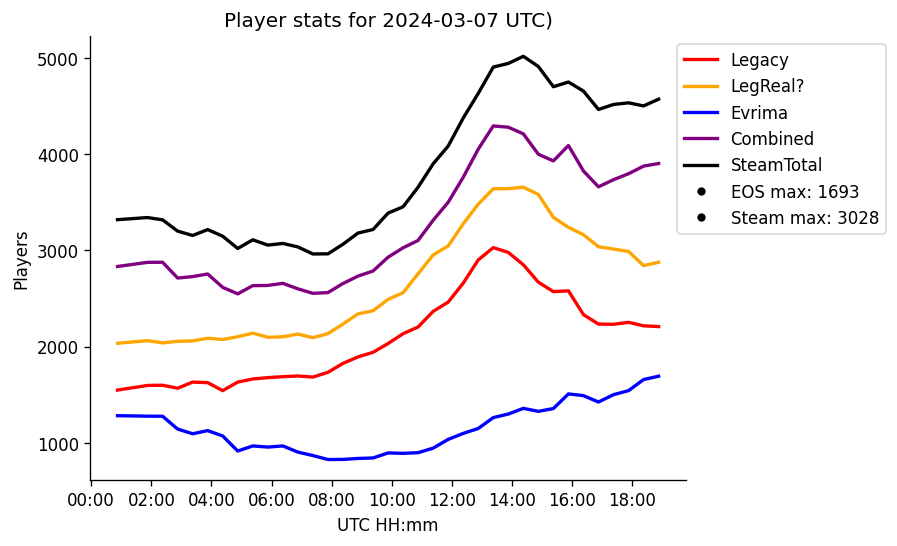 Player stats for 2024-03-07 UTC)
Players
5000
4000
3000
2000
1000
00:00 02:00 04:00 06:00 08:00 10:00 12:00 14:00 16:00 18:00
UTC HH:mm
Legacy
LegReal?
Evrima
Combined
SteamTotal
EOS max: 1693
Steam max: 3028